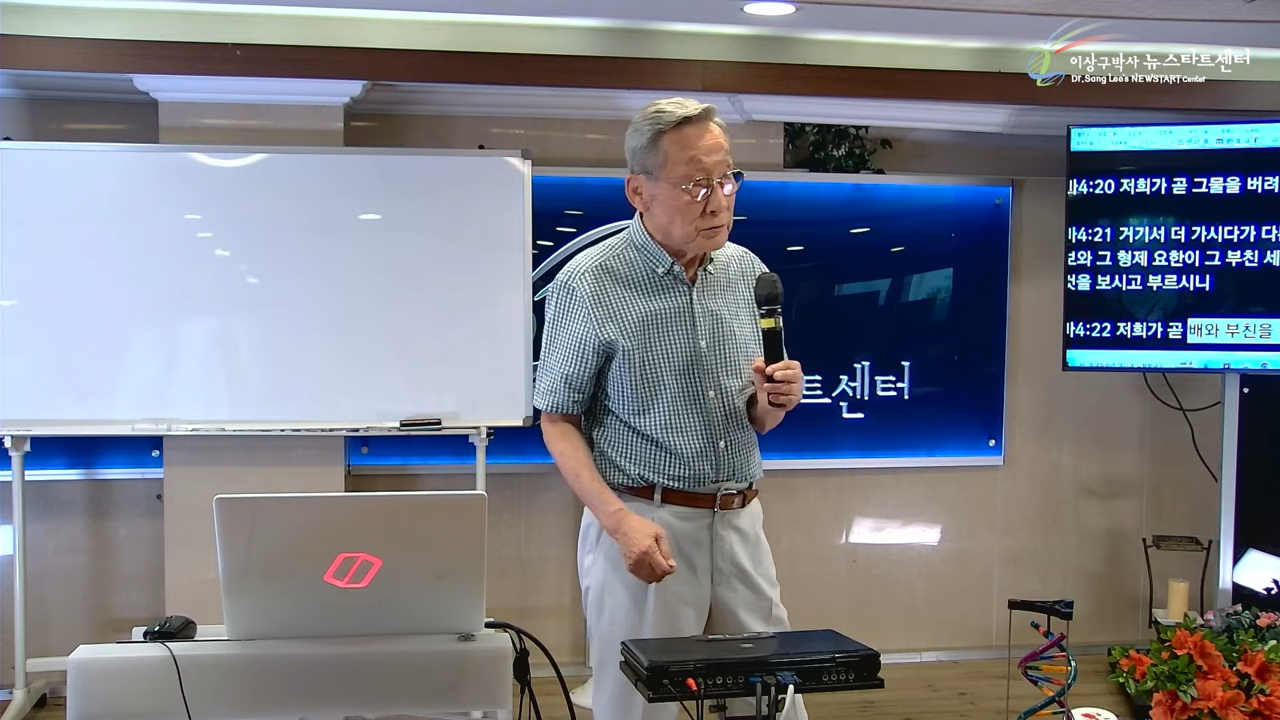 이상구박사 뉴스타트센터
Dr.Sang Lee's NEWSTART Center
4:20 저희가 곧 그물을 버려
4:21 거기서 더 가시다가 다
보와 그 형제 요한이 그 부친 세
것을 보시고 부르시니
4:22 저희가 곧 배와 부친을
트센터